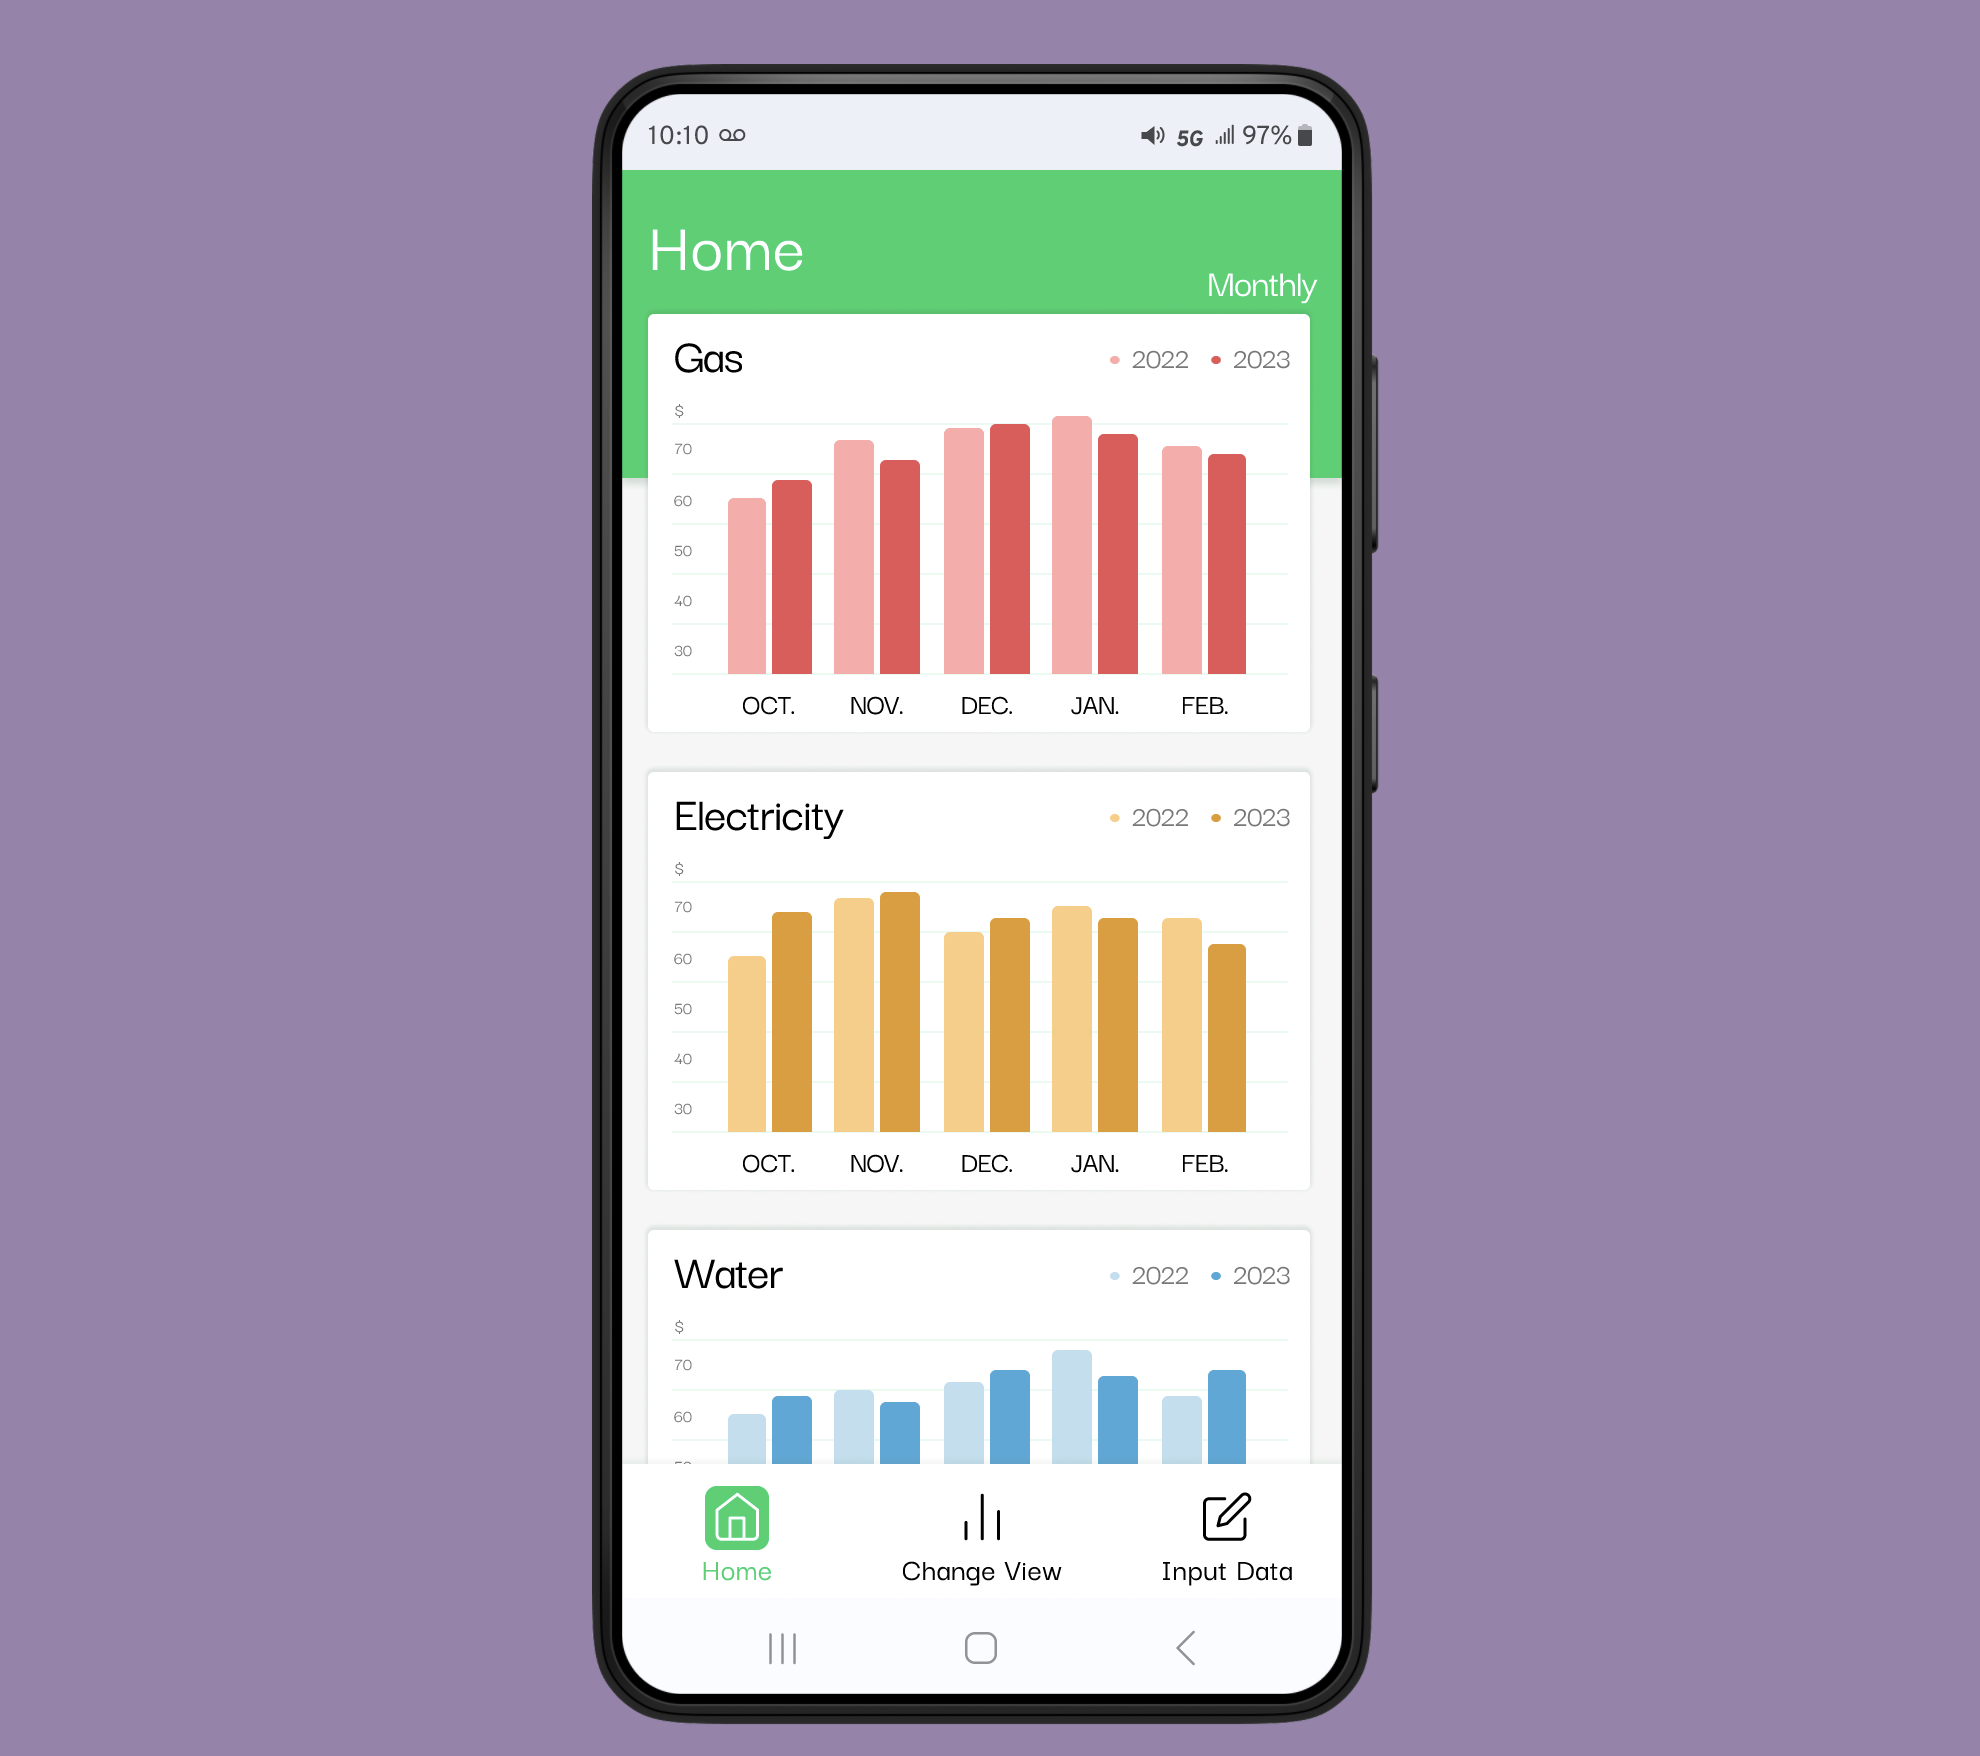 10:10 5G 97%
Home
Monthly
Gas 2022 2023
$
70
60
50
40
30
OCT. NOV. DEC. JAN. FEB.
Electricity 2022 2023
$
70
60
50
40
30
OCT. NOV. DEC. JAN. FEB.
Water 2022 2023
$
70
60
Home Change View Input Data